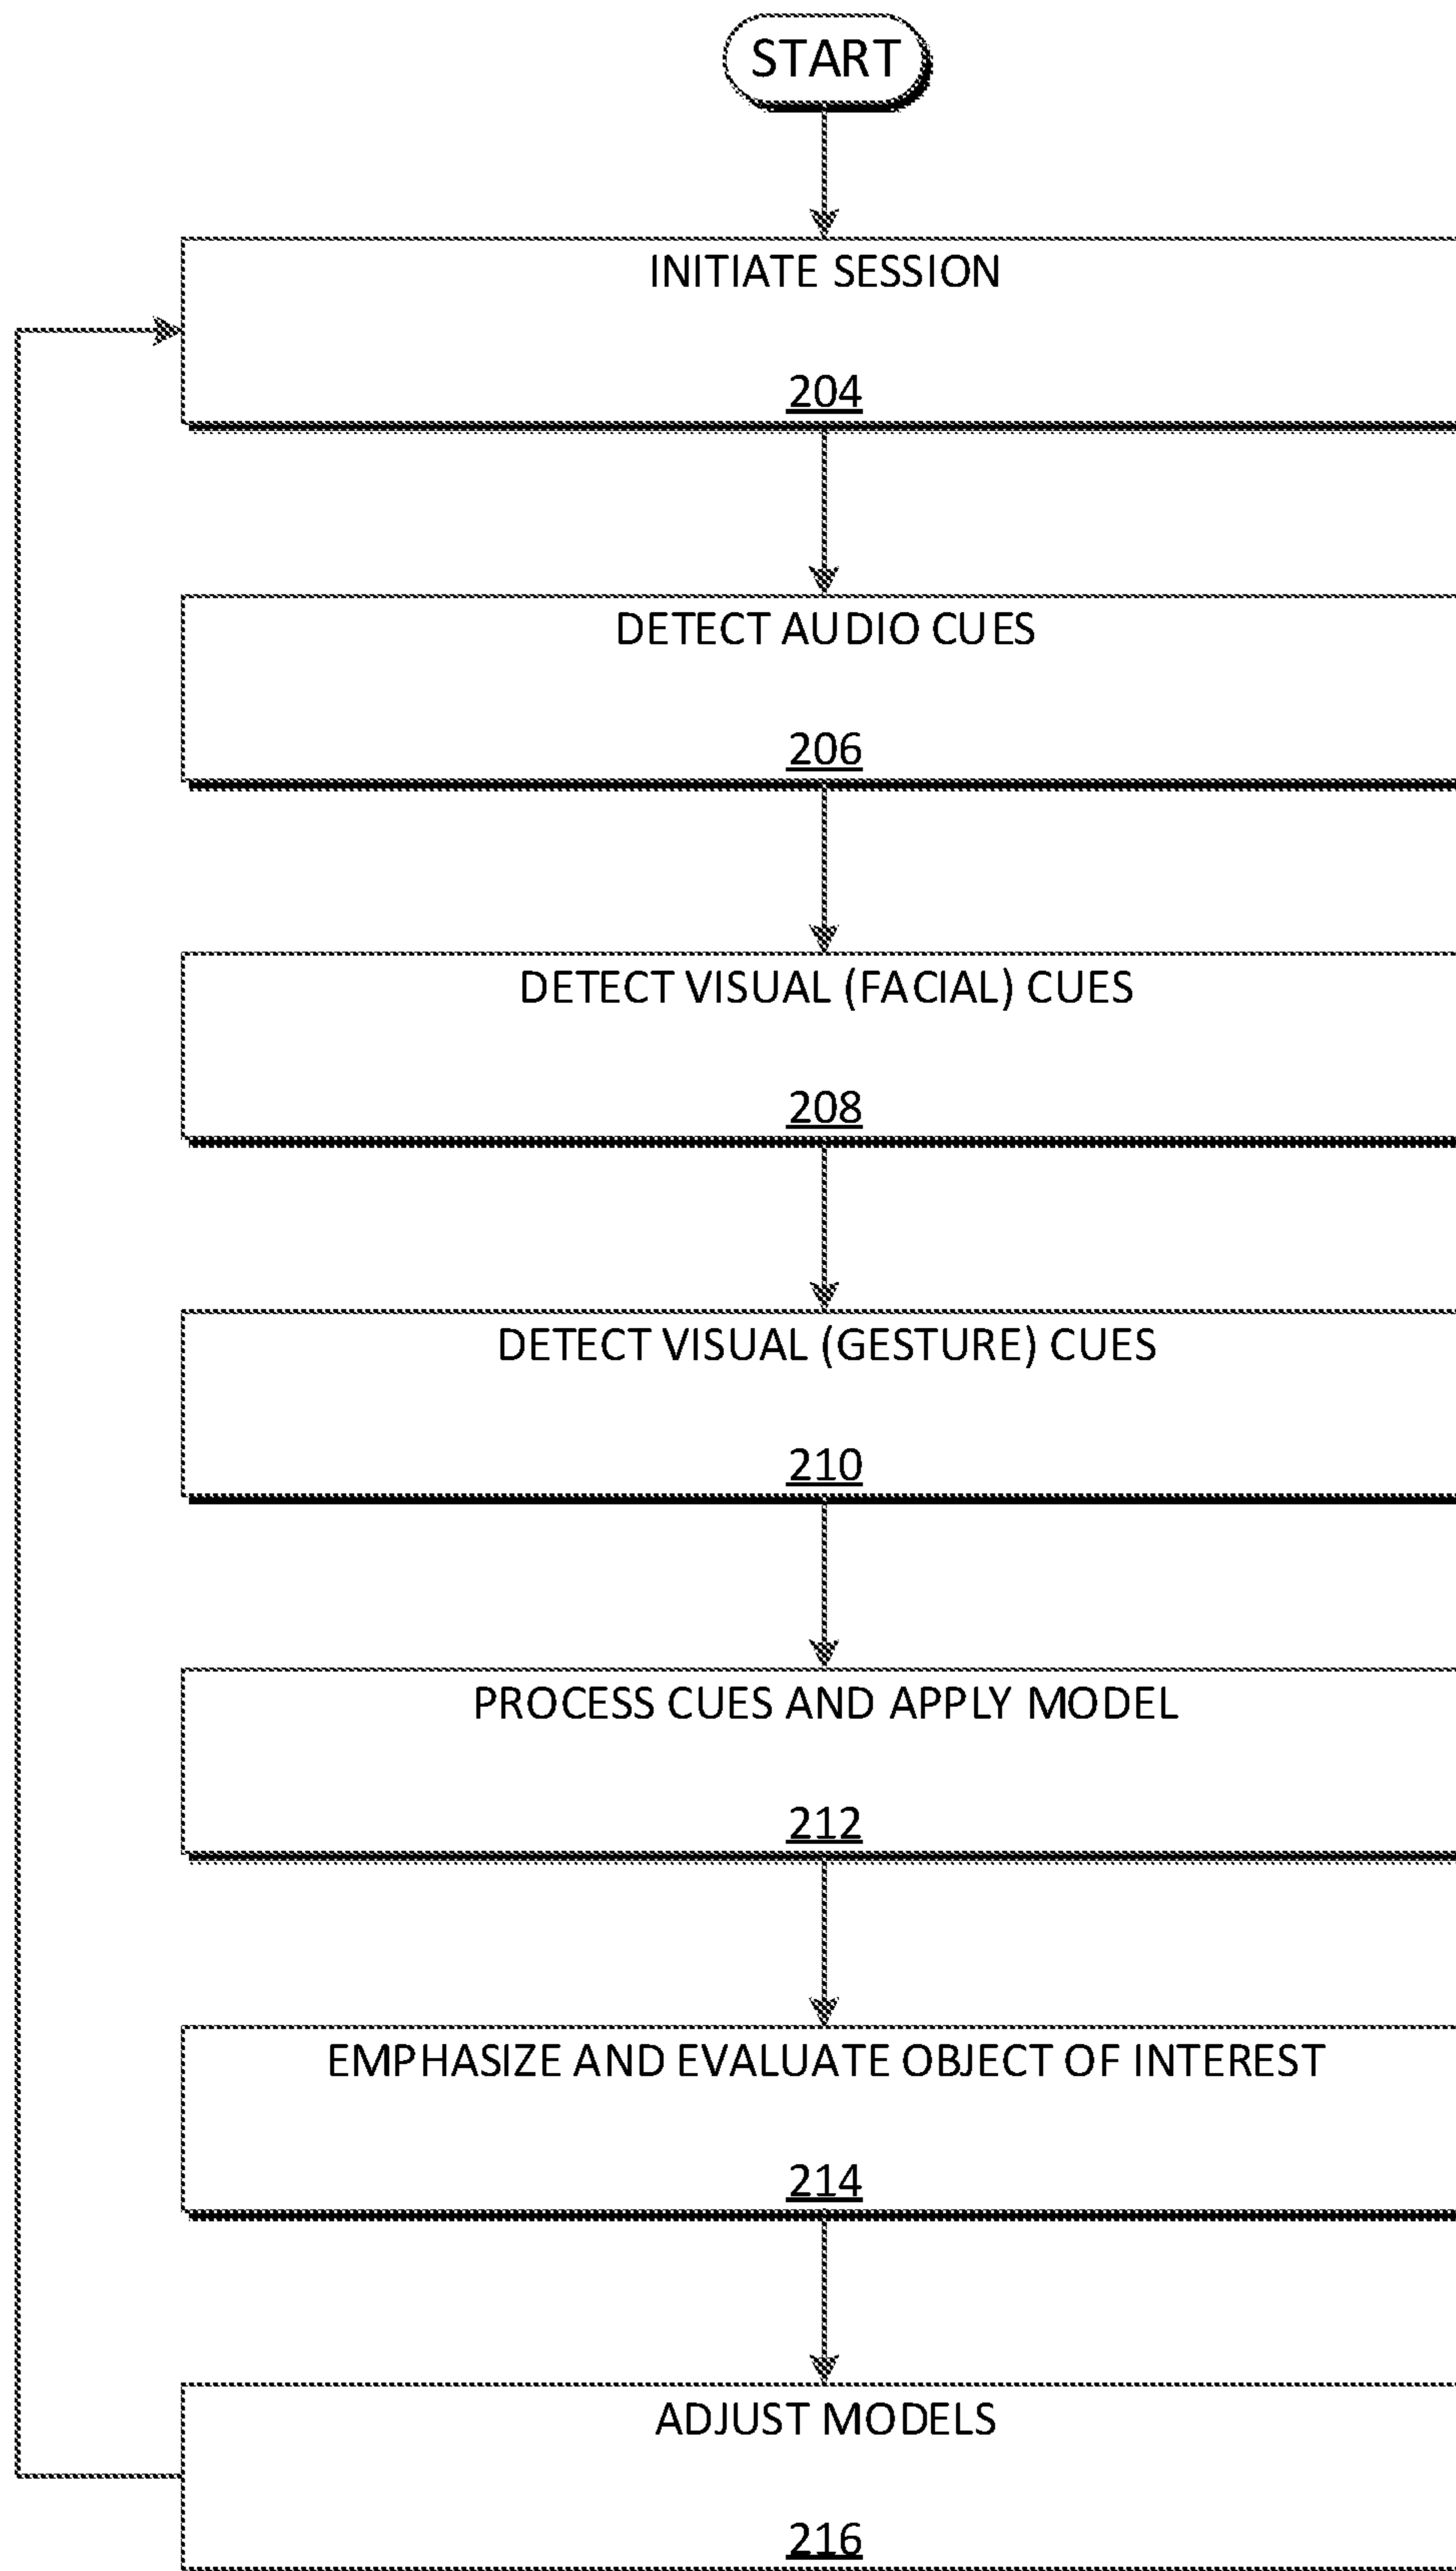 START
INITIATE SESSION
204
DETECT AUDIO CUES
206
DETECT VISUAL (FACIAL) CUES
208
DETECT VISUAL (GESTURE) CUES
210
PROCESS CUES AND APPLY MODEL
212
EMPHASIZE AND EVALUATE OBJECT OF INTEREST
214
ADJUST MODELS
216